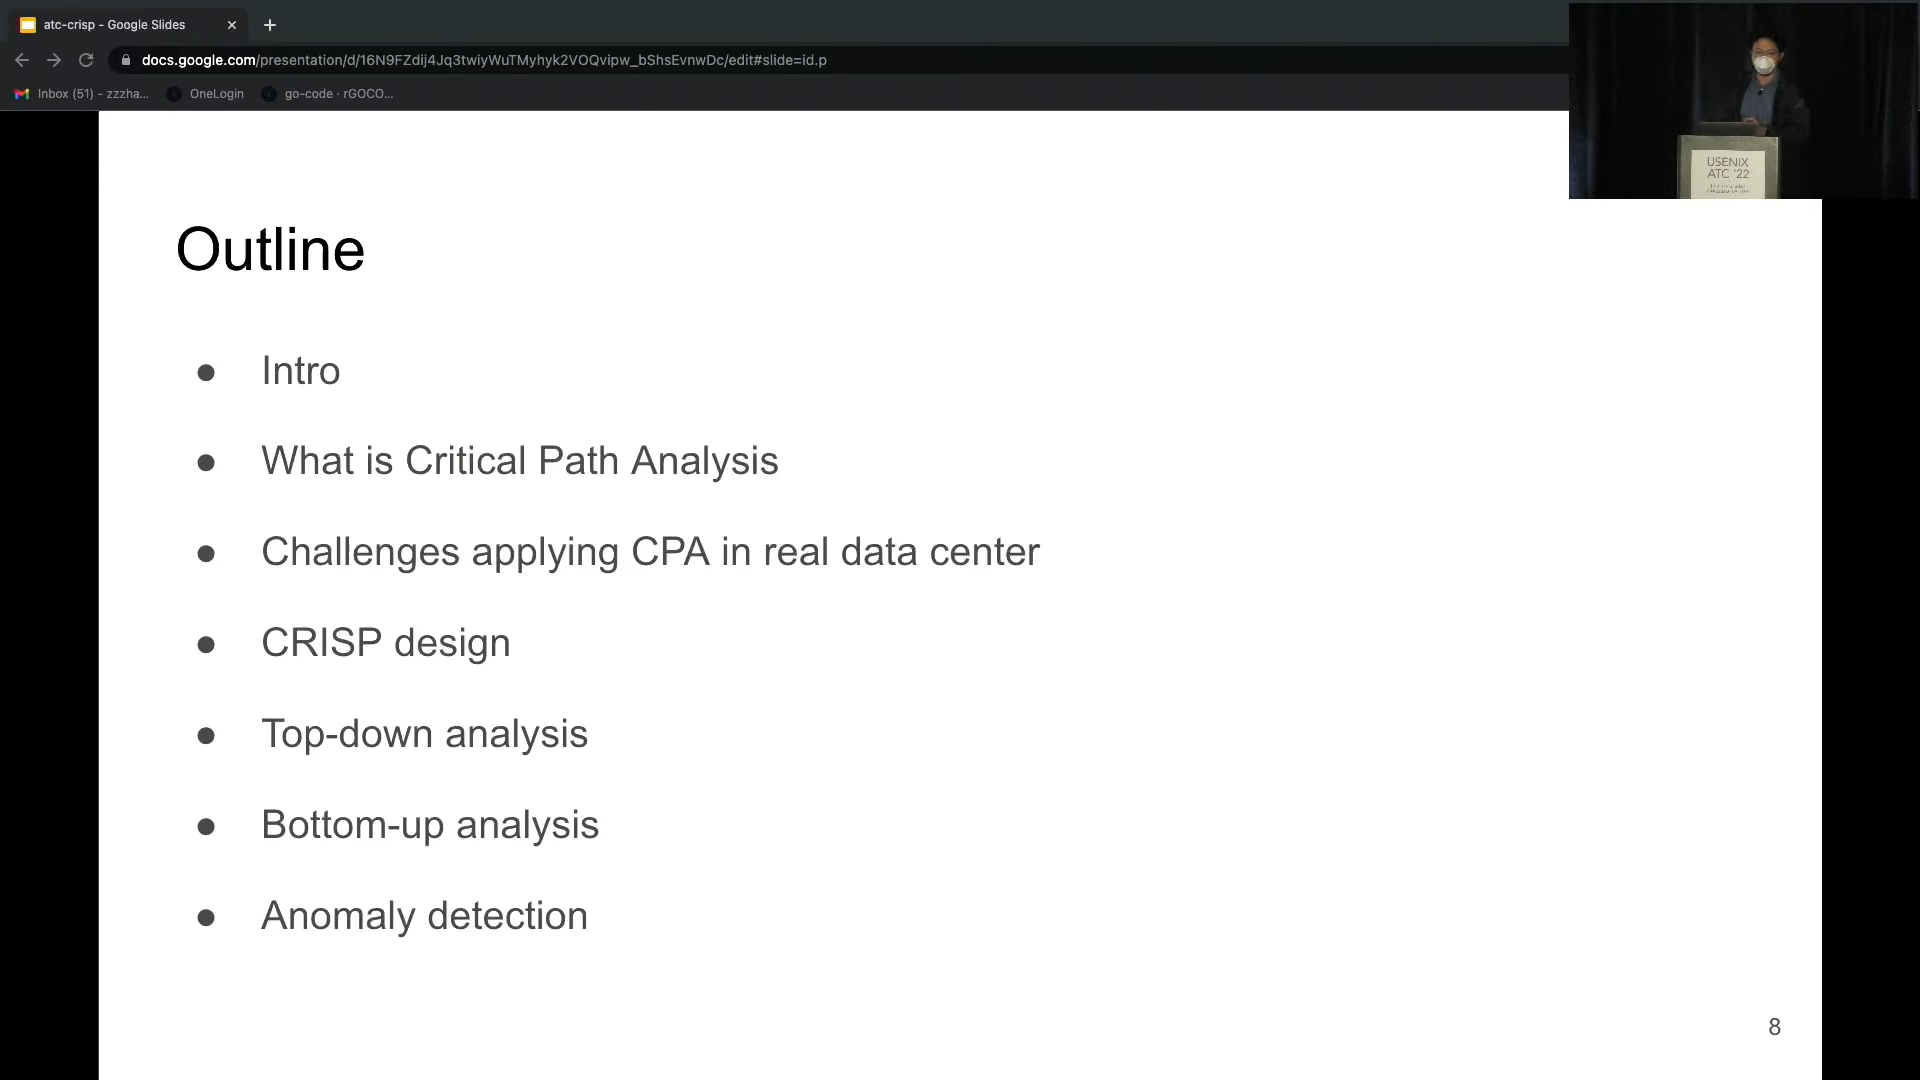 atc-crisp - Google Slides
docs.google.com/presentation/d/16N9FZdij4Jq3twiyWuTMyhyk2VOQvipw_bShsEvnwDc/edit#slide=id.p
Inbox (51) - zzzha...
OneLogin
go-code · rGOCO...
USENIX
ATC '22
Outline
● Intro
● What is Critical Path Analysis
● Challenges applying CPA in real data center
● CRISP design
● Top-down analysis
● Bottom-up analysis
● Anomaly detection
8